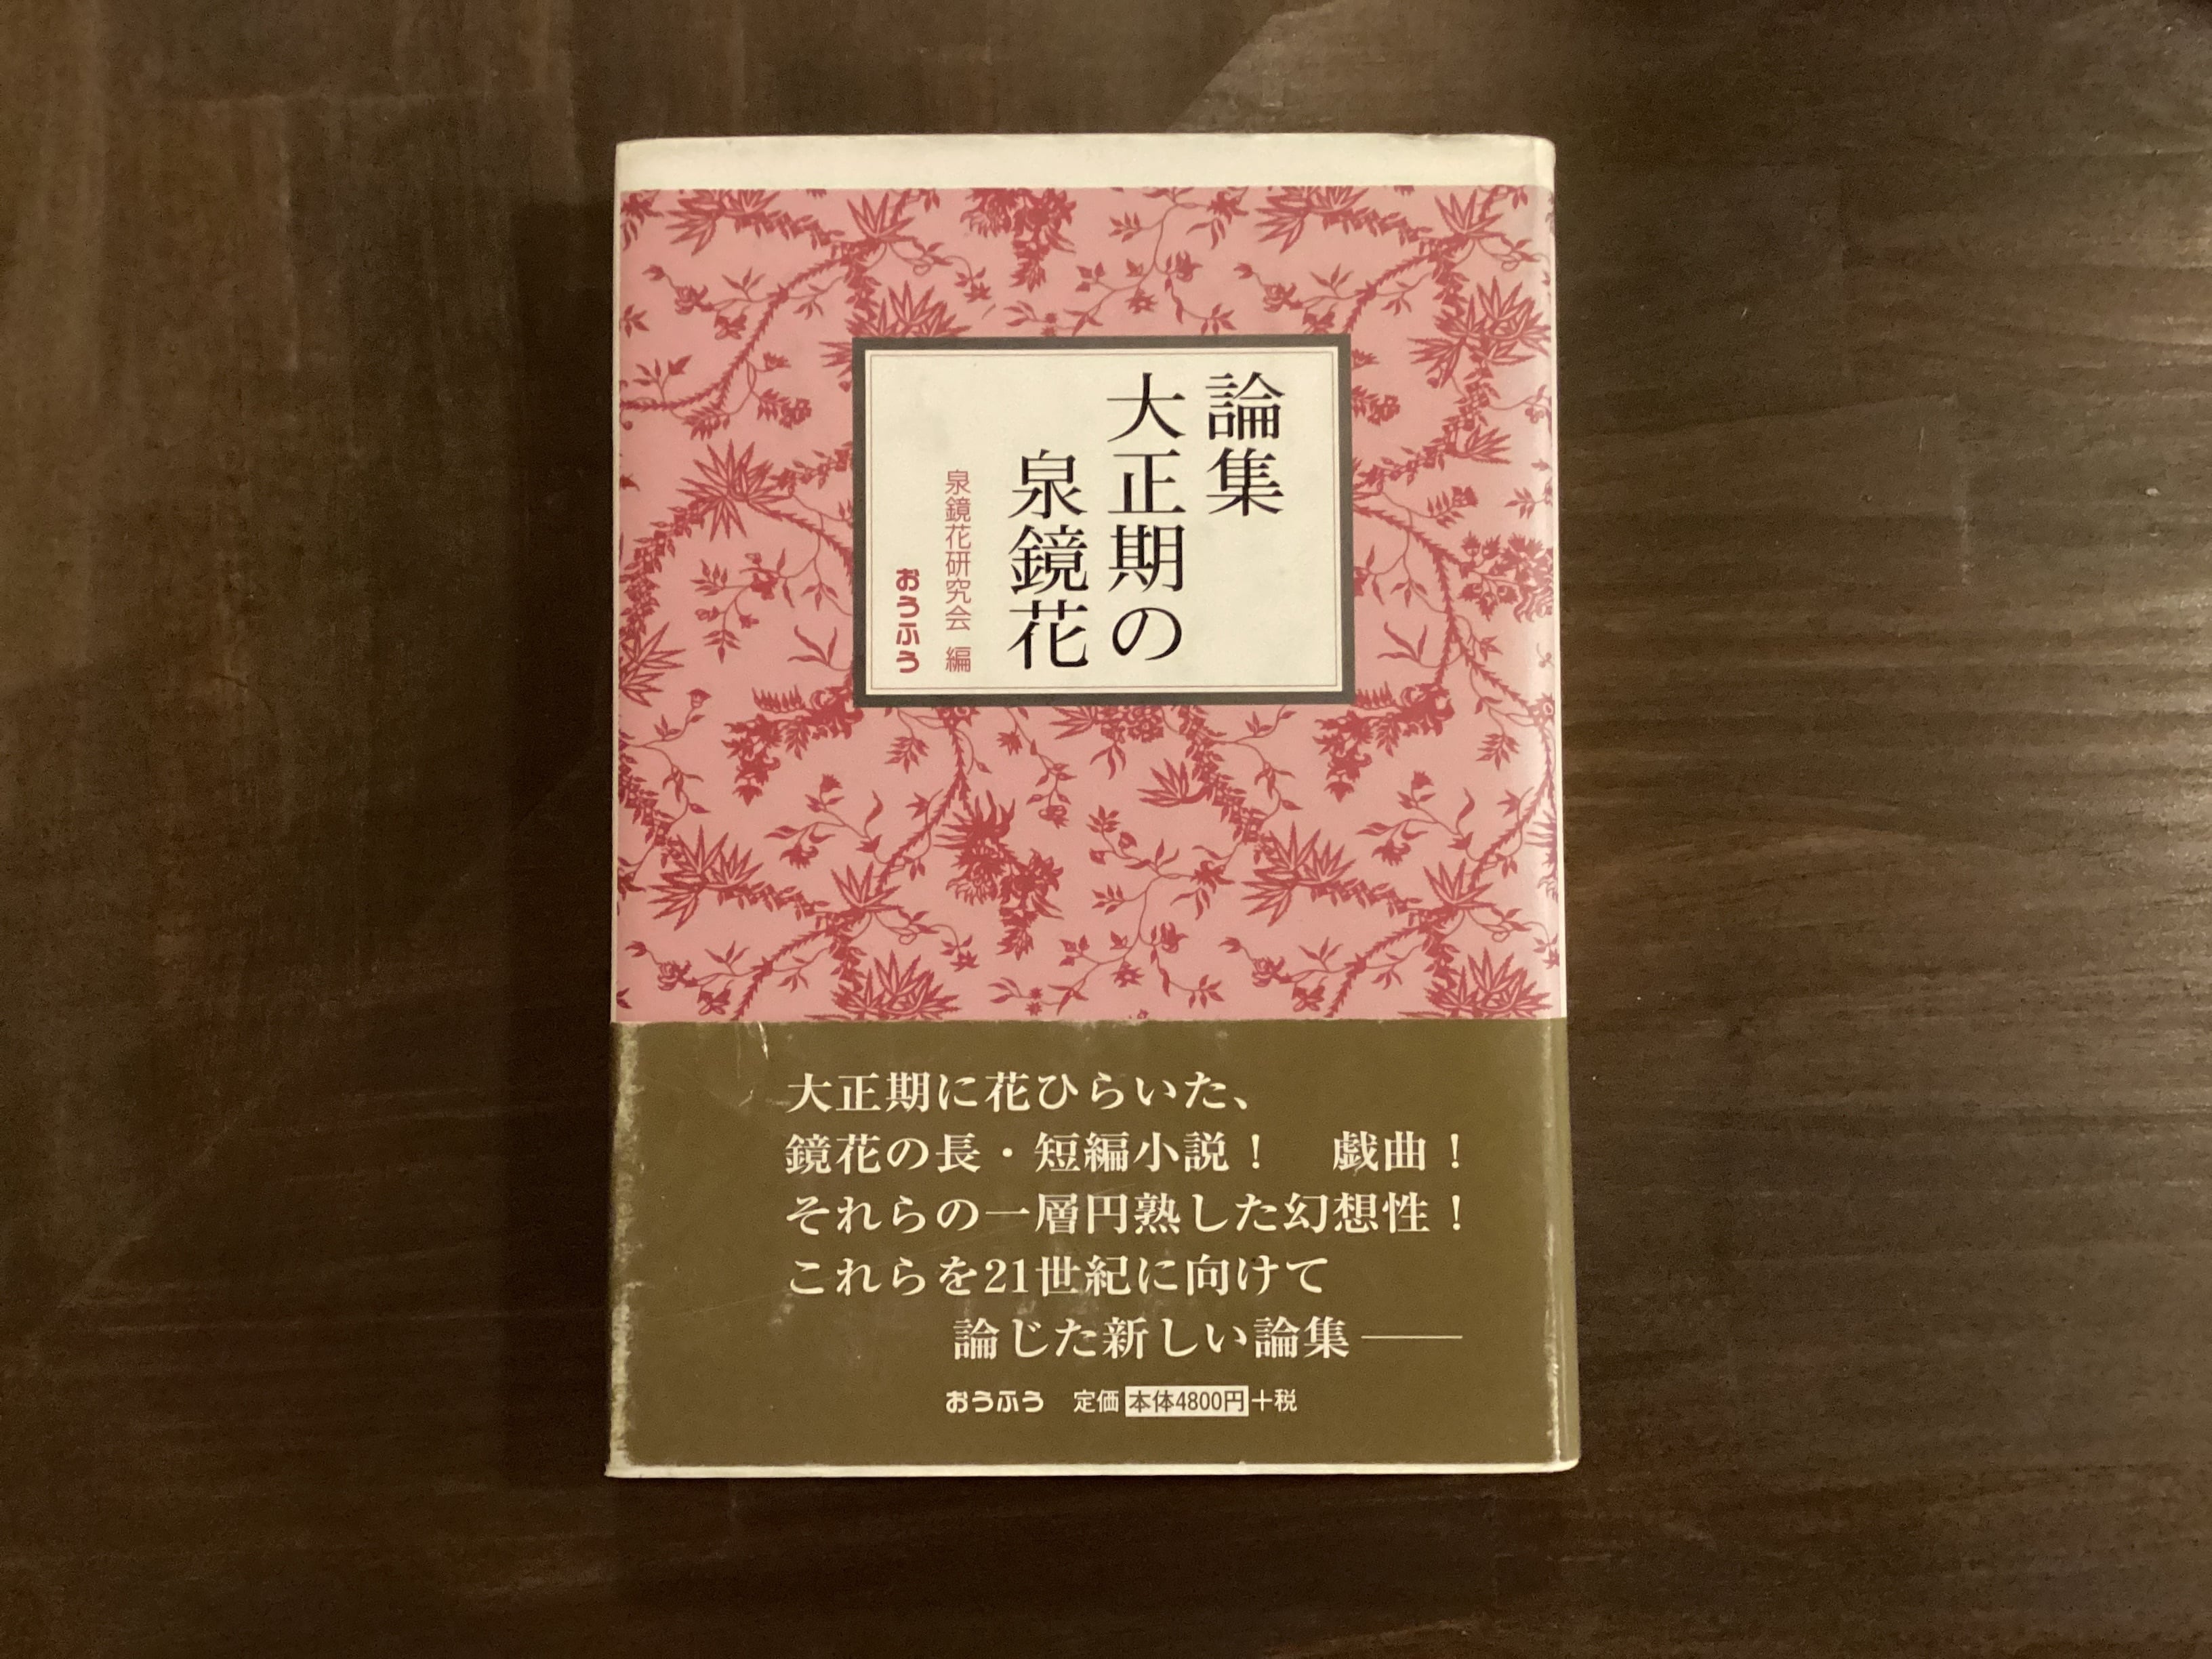 論集
大正期の
泉鏡花
泉鏡花研究会 編
おうふう
大正期に花ひらいた、
鏡花の長・短編小説！　戯曲！
それらの一層円熟した幻想性！
これらを21世紀に向けて
論じた新しい論集――
おうふう　定価 本体4800円＋税